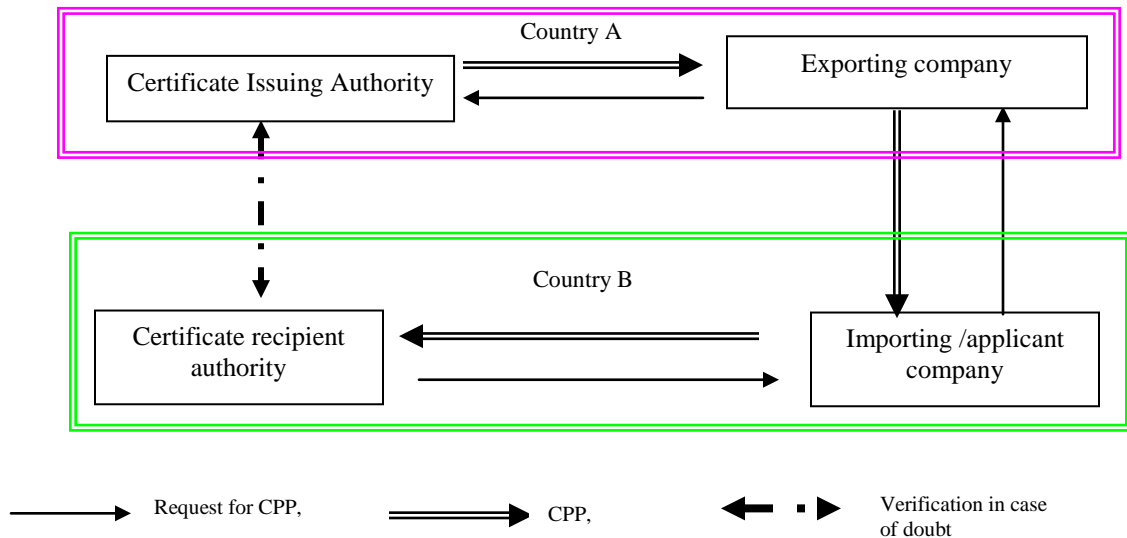 Country A
Certificate Issuing Authority
Exporting company
Country B
Certificate recipient
authority
Importing /applicant
company
Request for CPP,
CPP,
Verification in case
of doubt